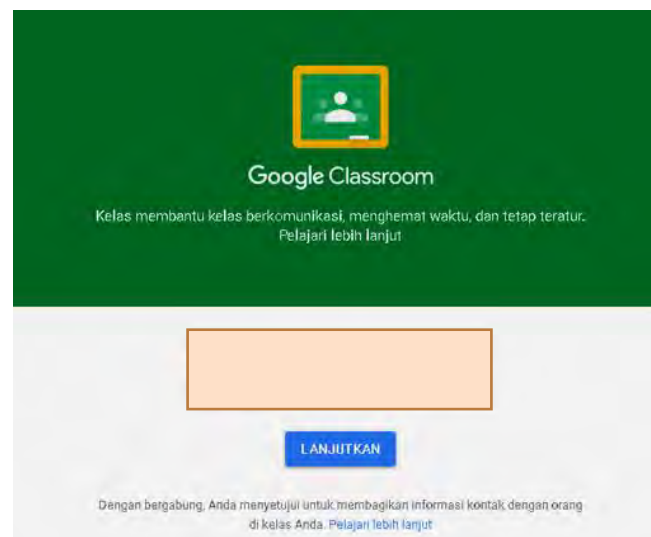 Google Classroom
Kelas membantu kelas berkomunikasi, menghemat waktu, dan tetap teratur.
Pelajari lebih lanjut
LANJUTKAN
Dengan bergabung, Anda menyetujui untuk membagikan informasi kontak dengan orang
di kelas Anda. Pelajari lebih lanjut